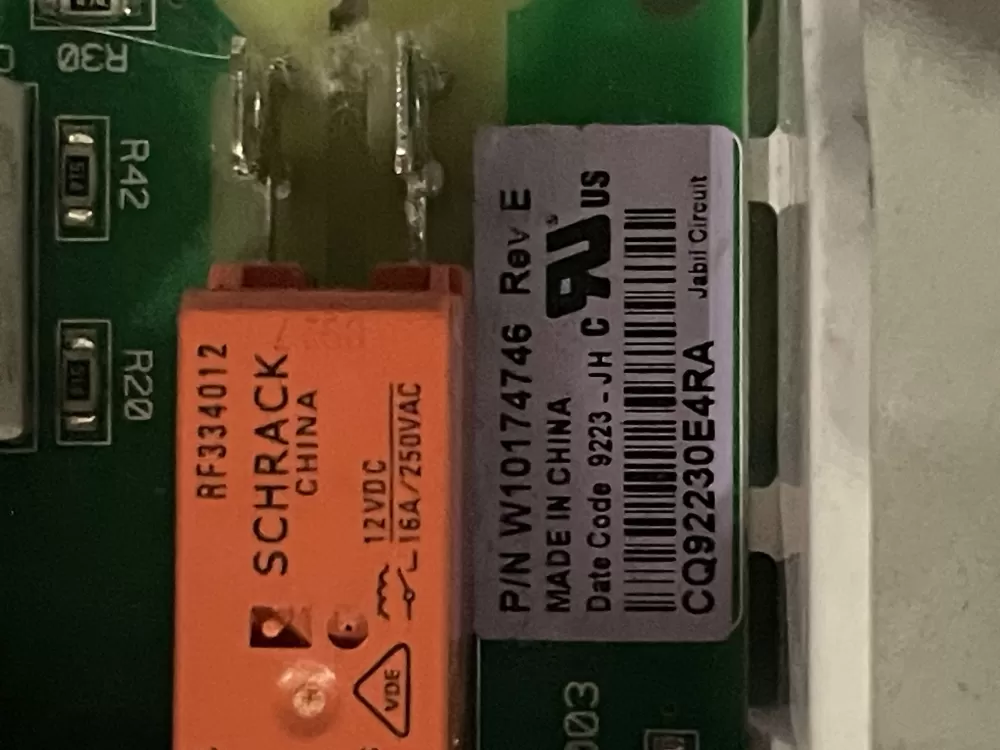 R30
R42
514
R20
RF334012
SCHRACK
CHINA
12VDC
16A/250VAC
VDE
P/N W10174746 Rev E
MADE IN CHINA
Date Code 9223 - JH C US
CQ92230E4RA
Jabil Circuit